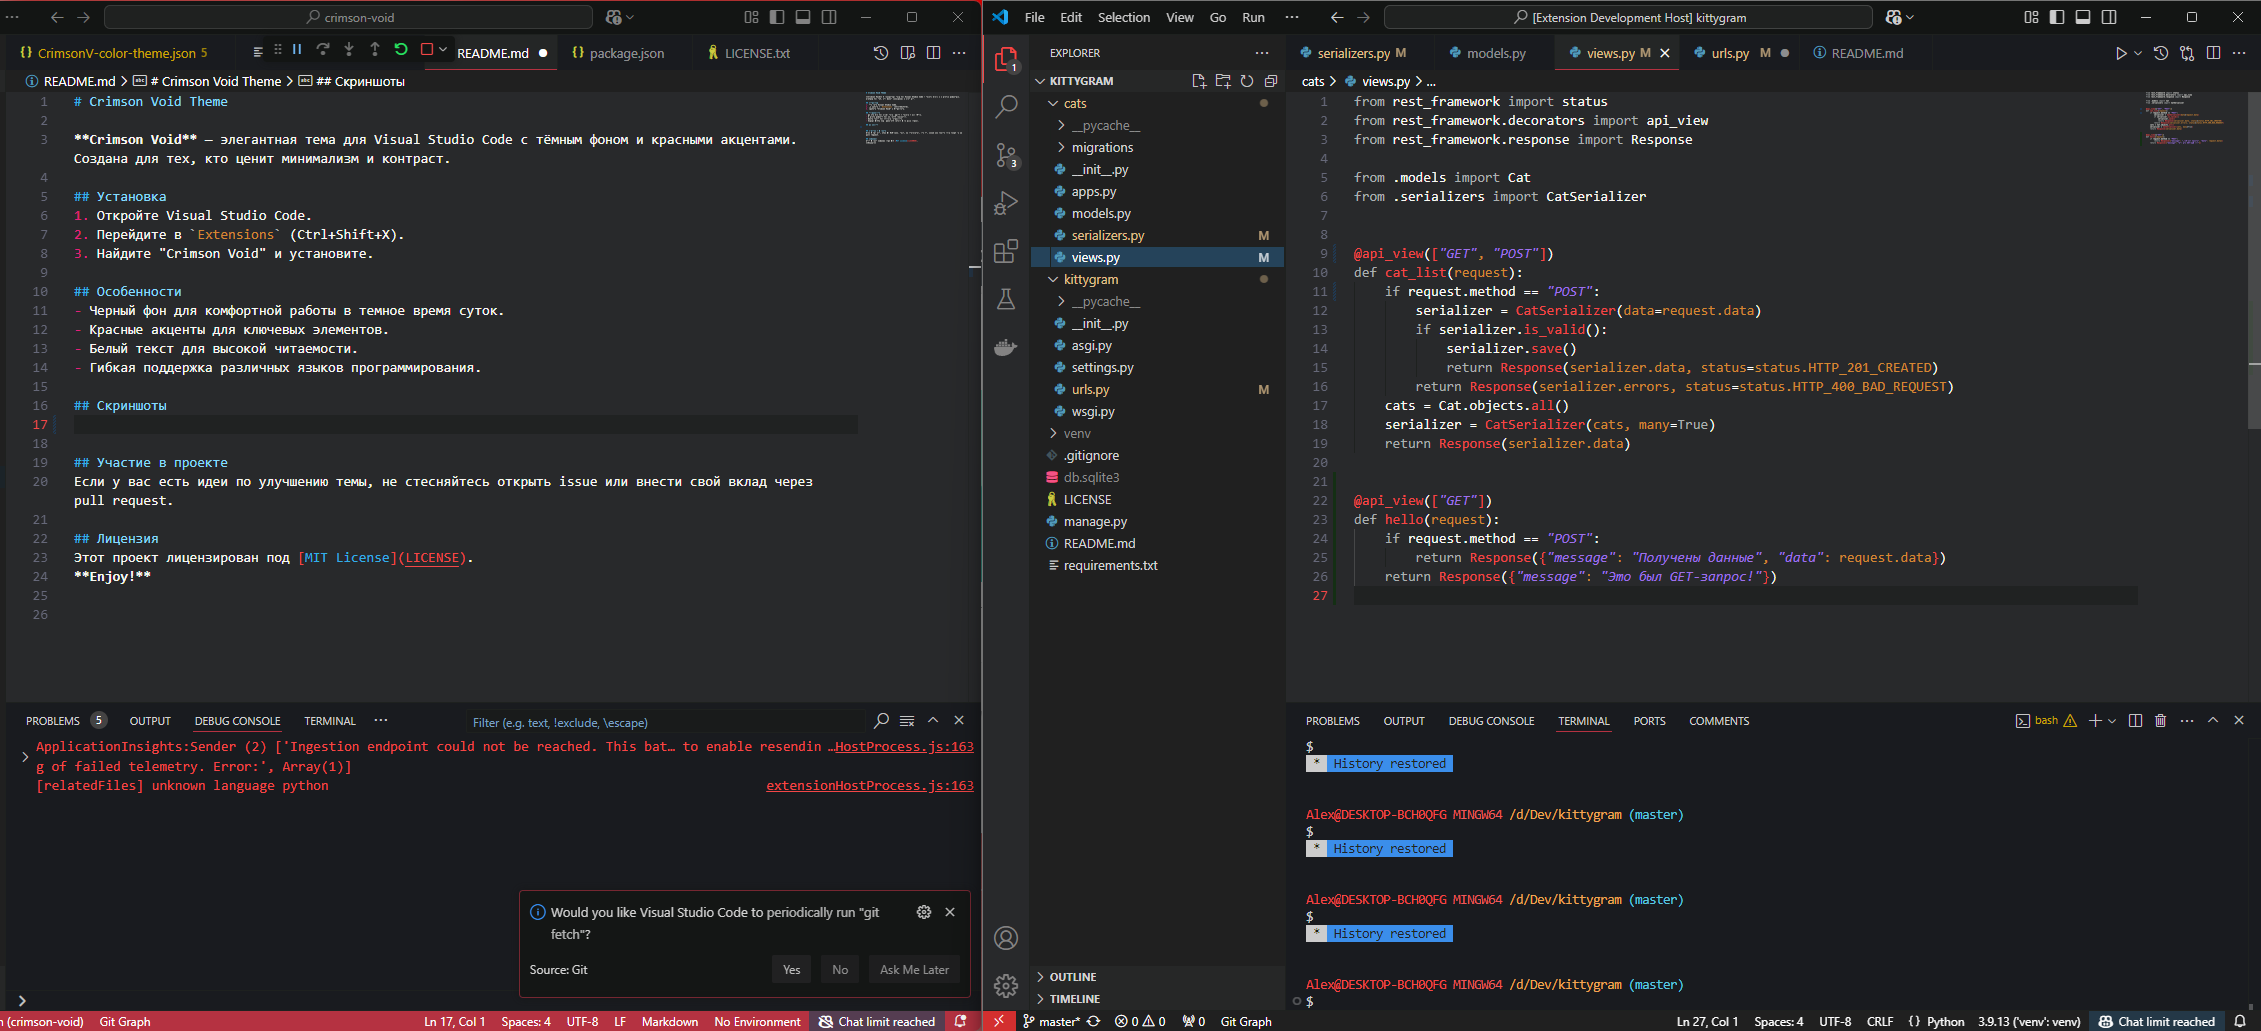 crimson-void
CrimsonV-color-theme.json 5
README.md
package.json
LICENSE.txt
README.md > # Crimson Void Theme > ## Скриншоты
1 # Crimson Void Theme
2
3 **Crimson Void** — элегантная тема для Visual Studio Code с тёмным фоном и красными акцентами.
Создана для тех, кто ценит минимализм и контраст.
4
5 ## Установка
6 1. Откройте Visual Studio Code.
7 2. Перейдите в `Extensions` (Ctrl+Shift+X).
8 3. Найдите "Crimson Void" и установите.
9
10 ## Особенности
11 - Черный фон для комфортной работы в темное время суток.
12 - Красные акценты для ключевых элементов.
13 - Белый текст для высокой читаемости.
14 - Гибкая поддержка различных языков программирования.
15
16 ## Скриншоты
17
18
19 ## Участие в проекте
20 Если у вас есть идеи по улучшению темы, не стесняйтесь открыть issue или внести свой вклад через
pull request.
21
22 ## Лицензия
23 Этот проект лицензирован под [MIT License](LICENSE).
24 **Enjoy!**
25
26
PROBLEMS 5 OUTPUT DEBUG CONSOLE TERMINAL ··· Filter (e.g. text, !exclude, \escape)
ApplicationInsights:Sender (2) ['Ingestion endpoint could not be reached. This bat… to enable resendin …HostProcess.js:163
g of failed telemetry. Error:', Array(1)]
[relatedFiles] unknown language python extensionHostProcess.js:163
Would you like Visual Studio Code to periodically run "git
fetch"?
Source: Git Yes No Ask Me Later
(crimson-void) Git Graph Ln 17, Col 1 Spaces: 4 UTF-8 LF Markdown No Environment Chat limit reached
File Edit Selection View Go Run ··· [Extension Development Host] kittygram
EXPLORER
KITTYGRAM
cats
__pycache__
migrations
__init__.py
apps.py
models.py
serializers.py M
views.py M
kittygram
__pycache__
__init__.py
asgi.py
settings.py
urls.py M
wsgi.py
venv
.gitignore
db.sqlite3
LICENSE
manage.py
README.md
requirements.txt
OUTLINE
TIMELINE
1
3
serializers.py M models.py views.py M urls.py M README.md
cats > views.py > ...
1 from rest_framework import status
2 from rest_framework.decorators import api_view
3 from rest_framework.response import Response
4
5 from .models import Cat
6 from .serializers import CatSerializer
7
8
9 @api_view(["GET", "POST"])
10 def cat_list(request):
11 if request.method == "POST":
12 serializer = CatSerializer(data=request.data)
13 if serializer.is_valid():
14 serializer.save()
15 return Response(serializer.data, status=status.HTTP_201_CREATED)
16 return Response(serializer.errors, status=status.HTTP_400_BAD_REQUEST)
17 cats = Cat.objects.all()
18 serializer = CatSerializer(cats, many=True)
19 return Response(serializer.data)
20
21
22 @api_view(["GET"])
23 def hello(request):
24 if request.method == "POST":
25 return Response({"message": "Получены данные", "data": request.data})
26 return Response({"message": "Это был GET-запрос!"})
27
PROBLEMS OUTPUT DEBUG CONSOLE TERMINAL PORTS COMMENTS bash
$
* History restored
Alex@DESKTOP-BCH0QFG MINGW64 /d/Dev/kittygram (master)
$
* History restored
Alex@DESKTOP-BCH0QFG MINGW64 /d/Dev/kittygram (master)
$
* History restored
Alex@DESKTOP-BCH0QFG MINGW64 /d/Dev/kittygram (master)
$
master* 0 0 0 Git Graph Ln 27, Col 1 Spaces: 4 UTF-8 CRLF { } Python 3.9.13 ('venv': venv) Chat limit reached